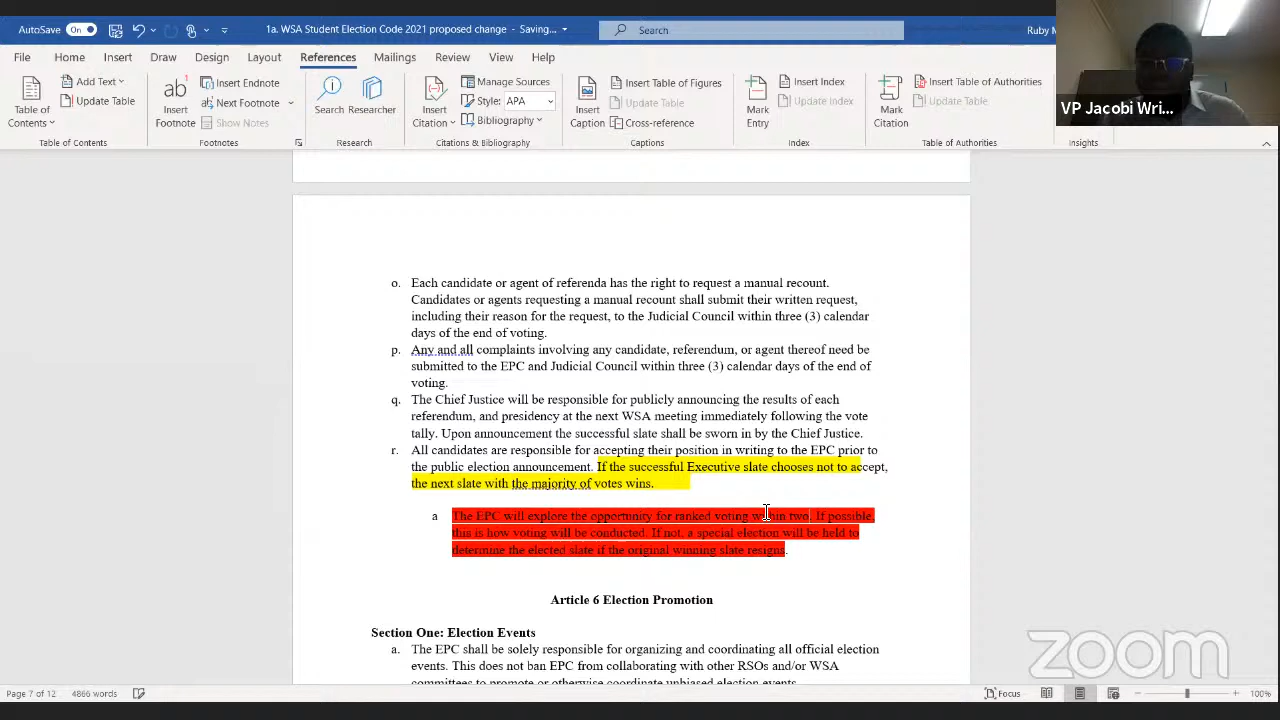 AutoSave On 1a. WSA Student Election Code 2021 proposed change - Saving... Search Ruby M
File Home Insert Draw Design Layout References Mailings Review View Help
VP Jacobi Wri...
Table of Contents Add Text Update Table Table of Contents
ab Insert Footnote Insert Endnote Next Footnote Show Notes Footnotes
Search Researcher Research
Insert Citation Manage Sources Style: APA Bibliography Citations & Bibliography
Insert Caption Insert Table of Figures Update Table Cross-reference Captions
Mark Entry Insert Index Update Index Index
Mark Citation Insert Table of Authorities Update Table Table of Authorities
Insights
o. Each candidate or agent of referenda has the right to request a manual recount.
Candidates or agents requesting a manual recount shall submit their written request,
including their reason for the request, to the Judicial Council within three (3) calendar
days of the end of voting.
p. Any and all complaints involving any candidate, referendum, or agent thereof need be
submitted to the EPC and Judicial Council within three (3) calendar days of the end of
voting.
q. The Chief Justice will be responsible for publicly announcing the results of each
referendum, and presidency at the next WSA meeting immediately following the vote
tally. Upon announcement the successful slate shall be sworn in by the Chief Justice.
r. All candidates are responsible for accepting their position in writing to the EPC prior to
the public election announcement. If the successful Executive slate chooses not to accept,
the next slate with the majority of votes wins.
a The EPC will explore the opportunity for ranked voting within two. If possible,
this is how voting will be conducted. If not, a special election will be held to
determine the elected slate if the original winning slate resigns.
Article 6 Election Promotion
Section One: Election Events
a. The EPC shall be solely responsible for organizing and coordinating all official election
events. This does not ban EPC from collaborating with other RSOs and/or WSA
committees to promote or otherwise coordinate unbiased election events.
zoom
Page 7 of 12 4866 words Focus 100%